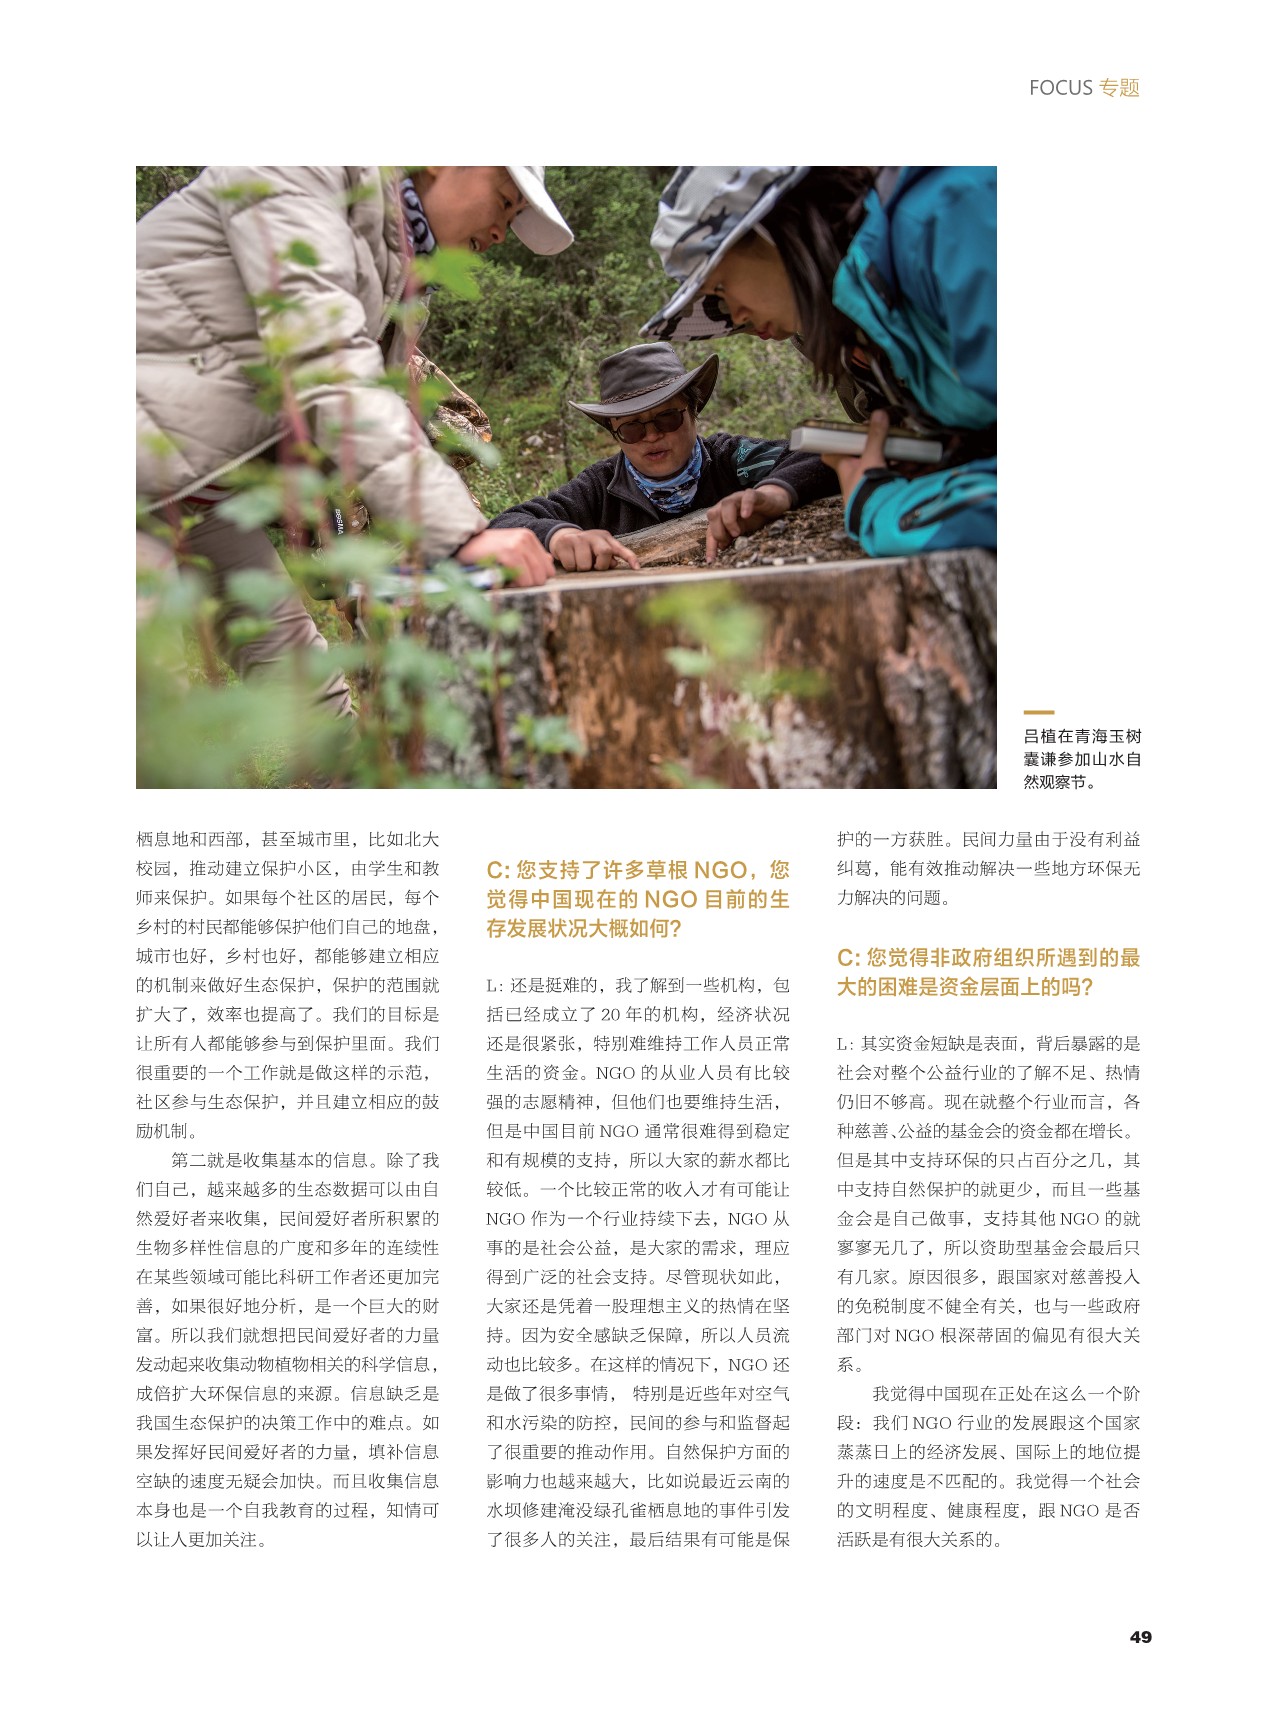 FOCUS 专题
BOSMA
吕植在青海玉树
囊谦参加山水自
然观察节。
栖息地和西部，甚至城市里，比如北大
校园，推动建立保护小区，由学生和教
师来保护。如果每个社区的居民，每个
乡村的村民都能够保护他们自己的地盘，
城市也好，乡村也好，都能够建立相应
的机制来做好生态保护，保护的范围就
扩大了，效率也提高了。我们的目标是
让所有人都能够参与到保护里面。我们
很重要的一个工作就是做这样的示范，
社区参与生态保护，并且建立相应的鼓
励机制。
第二就是收集基本的信息。除了我
们自己，越来越多的生态数据可以由自
然爱好者来收集，民间爱好者所积累的
生物多样性信息的广度和多年的连续性
在某些领域可能比科研工作者还更加完
善，如果很好地分析，是一个巨大的财
富。所以我们就想把民间爱好者的力量
发动起来收集动物植物相关的科学信息，
成倍扩大环保信息的来源。信息缺乏是
我国生态保护的决策工作中的难点。如
果发挥好民间爱好者的力量，填补信息
空缺的速度无疑会加快。而且收集信息
本身也是一个自我教育的过程，知情可
以让人更加关注。
C: 您支持了许多草根 NGO，您
觉得中国现在的 NGO 目前的生
存发展状况大概如何？
L: 还是挺难的，我了解到一些机构，包
括已经成立了 20 年的机构，经济状况
还是很紧张，特别难维持工作人员正常
生活的资金。NGO 的从业人员有比较
强的志愿精神，但他们也要维持生活，
但是中国目前 NGO 通常很难得到稳定
和有规模的支持，所以大家的薪水都比
较低。一个比较正常的收入才有可能让
NGO 作为一个行业持续下去，NGO 从
事的是社会公益，是大家的需求，理应
得到广泛的社会支持。尽管现状如此，
大家还是凭着一股理想主义的热情在坚
持。因为安全感缺乏保障，所以人员流
动也比较多。在这样的情况下，NGO 还
是做了很多事情， 特别是近些年对空气
和水污染的防控，民间的参与和监督起
了很重要的推动作用。自然保护方面的
影响力也越来越大，比如说最近云南的
水坝修建淹没绿孔雀栖息地的事件引发
了很多人的关注，最后结果有可能是保
护的一方获胜。民间力量由于没有利益
纠葛，能有效推动解决一些地方环保无
力解决的问题。
C: 您觉得非政府组织所遇到的最
大的困难是资金层面上的吗？
L: 其实资金短缺是表面，背后暴露的是
社会对整个公益行业的了解不足、热情
仍旧不够高。现在就整个行业而言，各
种慈善、公益的基金会的资金都在增长。
但是其中支持环保的只占百分之几，其
中支持自然保护的就更少，而且一些基
金会是自己做事，支持其他 NGO 的就
寥寥无几了，所以资助型基金会最后只
有几家。原因很多，跟国家对慈善投入
的免税制度不健全有关，也与一些政府
部门对 NGO 根深蒂固的偏见有很大关
系。
我觉得中国现在正处在这么一个阶
段：我们 NGO 行业的发展跟这个国家
蒸蒸日上的经济发展、国际上的地位提
升的速度是不匹配的。我觉得一个社会
的文明程度、健康程度，跟 NGO 是否
活跃是有很大关系的。
49